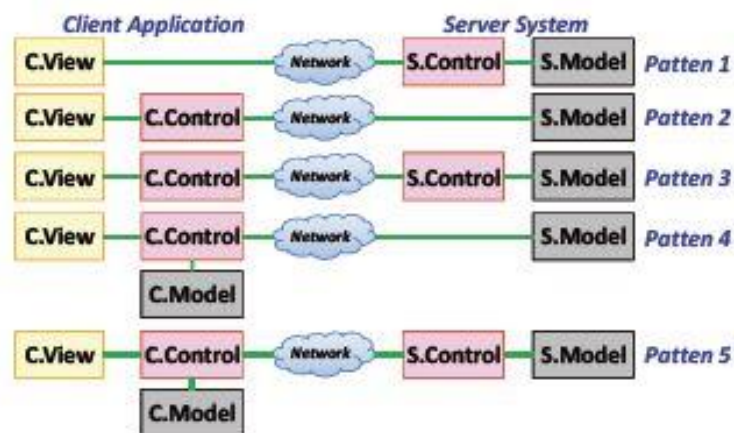 Client Application Server System
C.View Network S.Control S.Model Patten 1
C.View C.Control Network S.Model Patten 2
C.View C.Control Network S.Control S.Model Patten 3
C.View C.Control Network S.Model Patten 4
C.Model
C.View C.Control Network S.Control S.Model Patten 5
C.Model